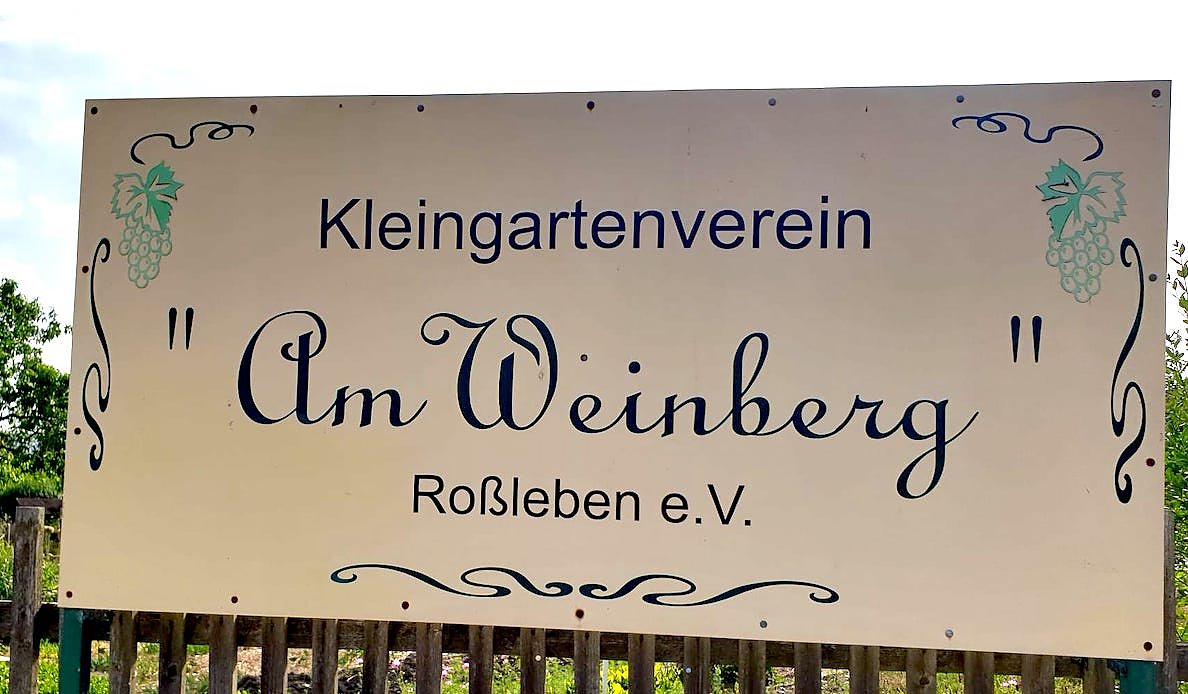 Kleingartenverein
"Am Weinberg"
Roßleben e.V.